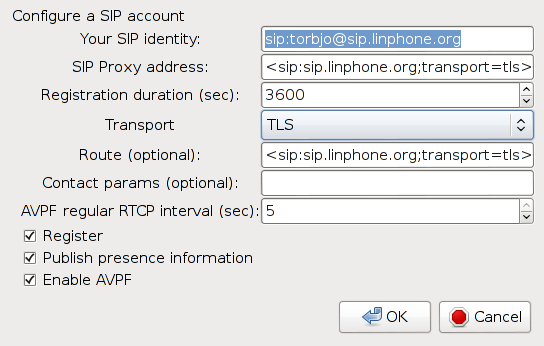 Configure a SIP account
Your SIP identity: sip:torbjo@sip.linphone.org
SIP Proxy address: <sip:sip.linphone.org;transport=tls>
Registration duration (sec): 3600
Transport TLS
Route (optional): <sip:sip.linphone.org;transport=tls>
Contact params (optional):
AVPF regular RTCP interval (sec): 5
Register
Publish presence information
Enable AVPF
OK Cancel